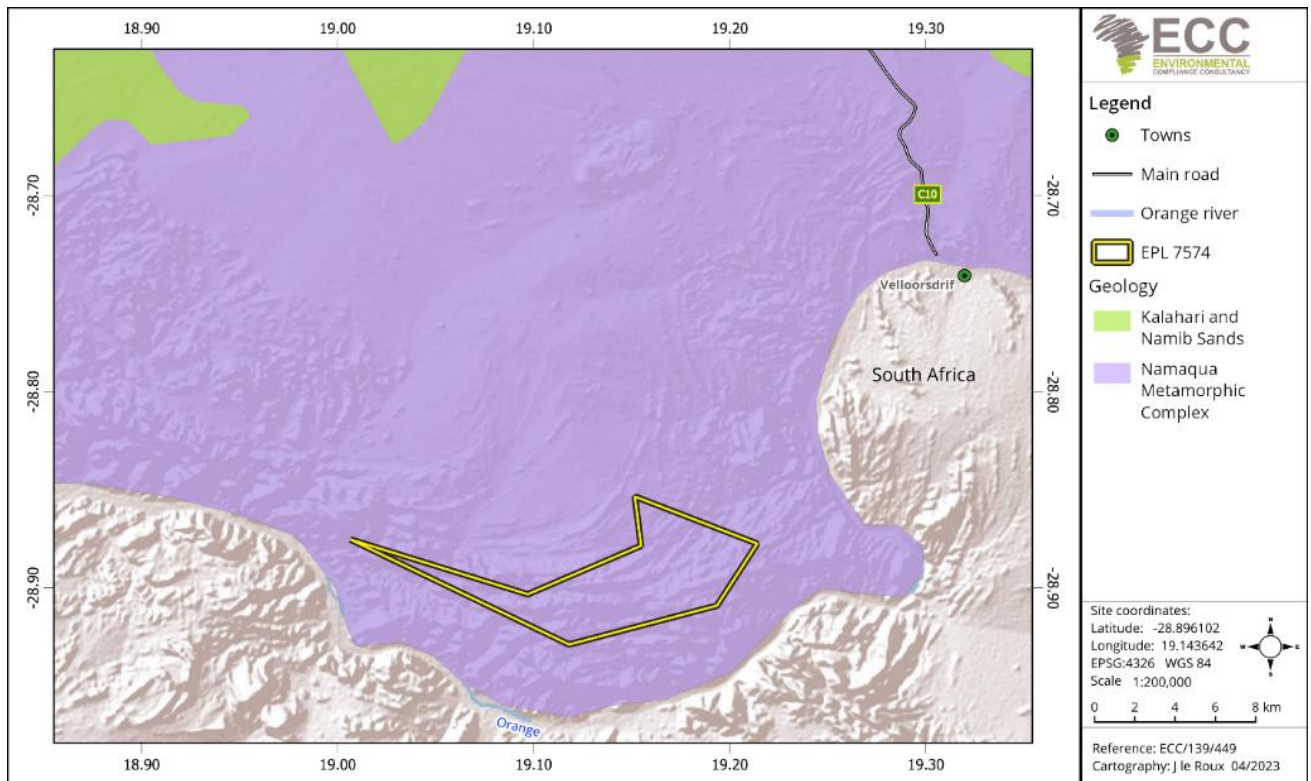 18.90 19.00 19.10 19.20 19.30
-28.70 -28.70
-28.80 -28.80
-28.90 -28.90
C10
Velloorsdrif
South Africa
Orange
18.90 19.00 19.10 19.20 19.30
ECC
ENVIRONMENTAL
COMPLIANCE CONSULTANCY
Legend
Towns
Main road
Orange river
EPL 7574
Geology
Kalahari and
Namib Sands
Namaqua
Metamorphic
Complex
Site coordinates:
Latitude: -28.896102
Longitude: 19.143642
EPSG:4326 WGS 84
Scale 1:200,000
N
W E
S
0 2 4 6 8 km
Reference: ECC/139/449
Cartography: J le Roux 04/2023